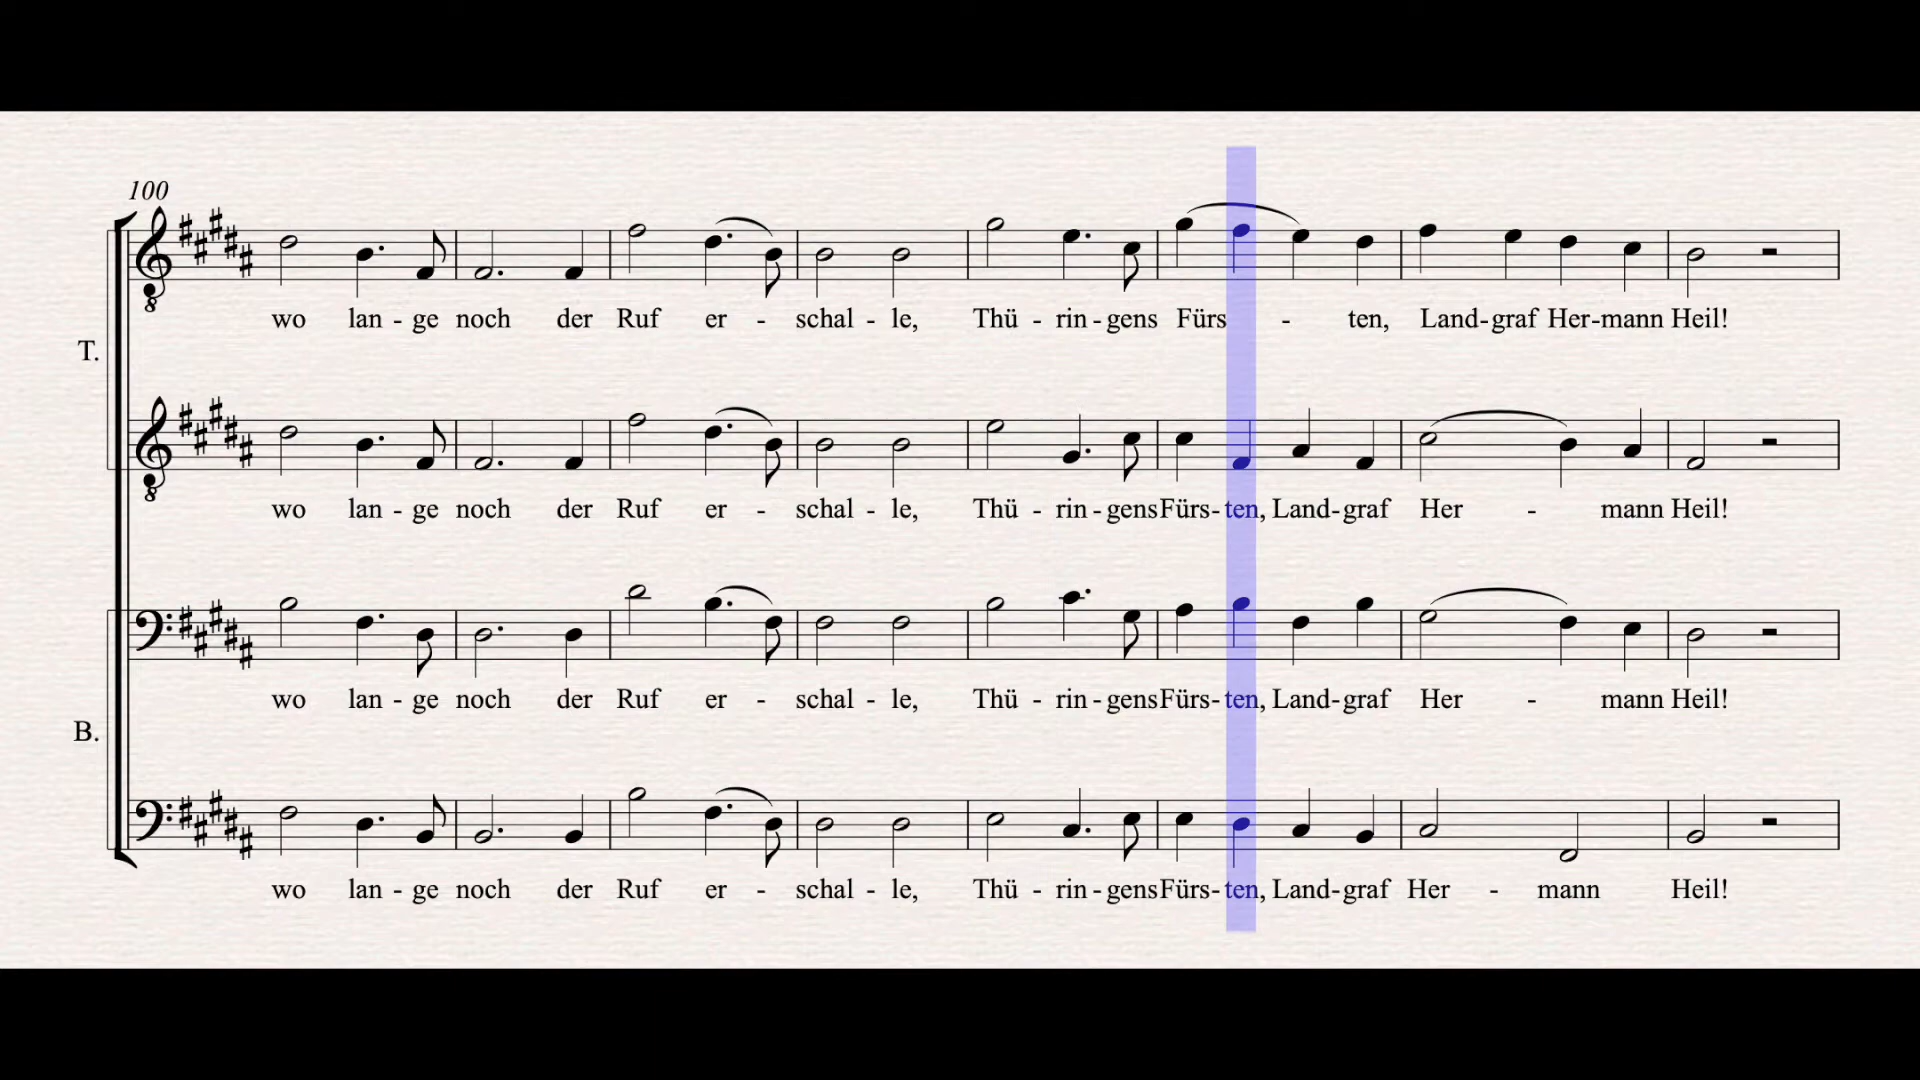 100
wo lan - ge noch der Ruf er - schal - le, Thü - rin - gens Fürs - ten, Land-graf Her-mann Heil!
T.
wo lan - ge noch der Ruf er - schal - le, Thü - rin - gens Fürs- ten, Land-graf Her - mann Heil!
wo lan - ge noch der Ruf er - schal - le, Thü - rin - gens Fürs- ten, Land-graf Her - mann Heil!
B.
wo lan - ge noch der Ruf er - schal - le, Thü - rin - gens Fürs- ten, Land-graf Her - mann Heil!